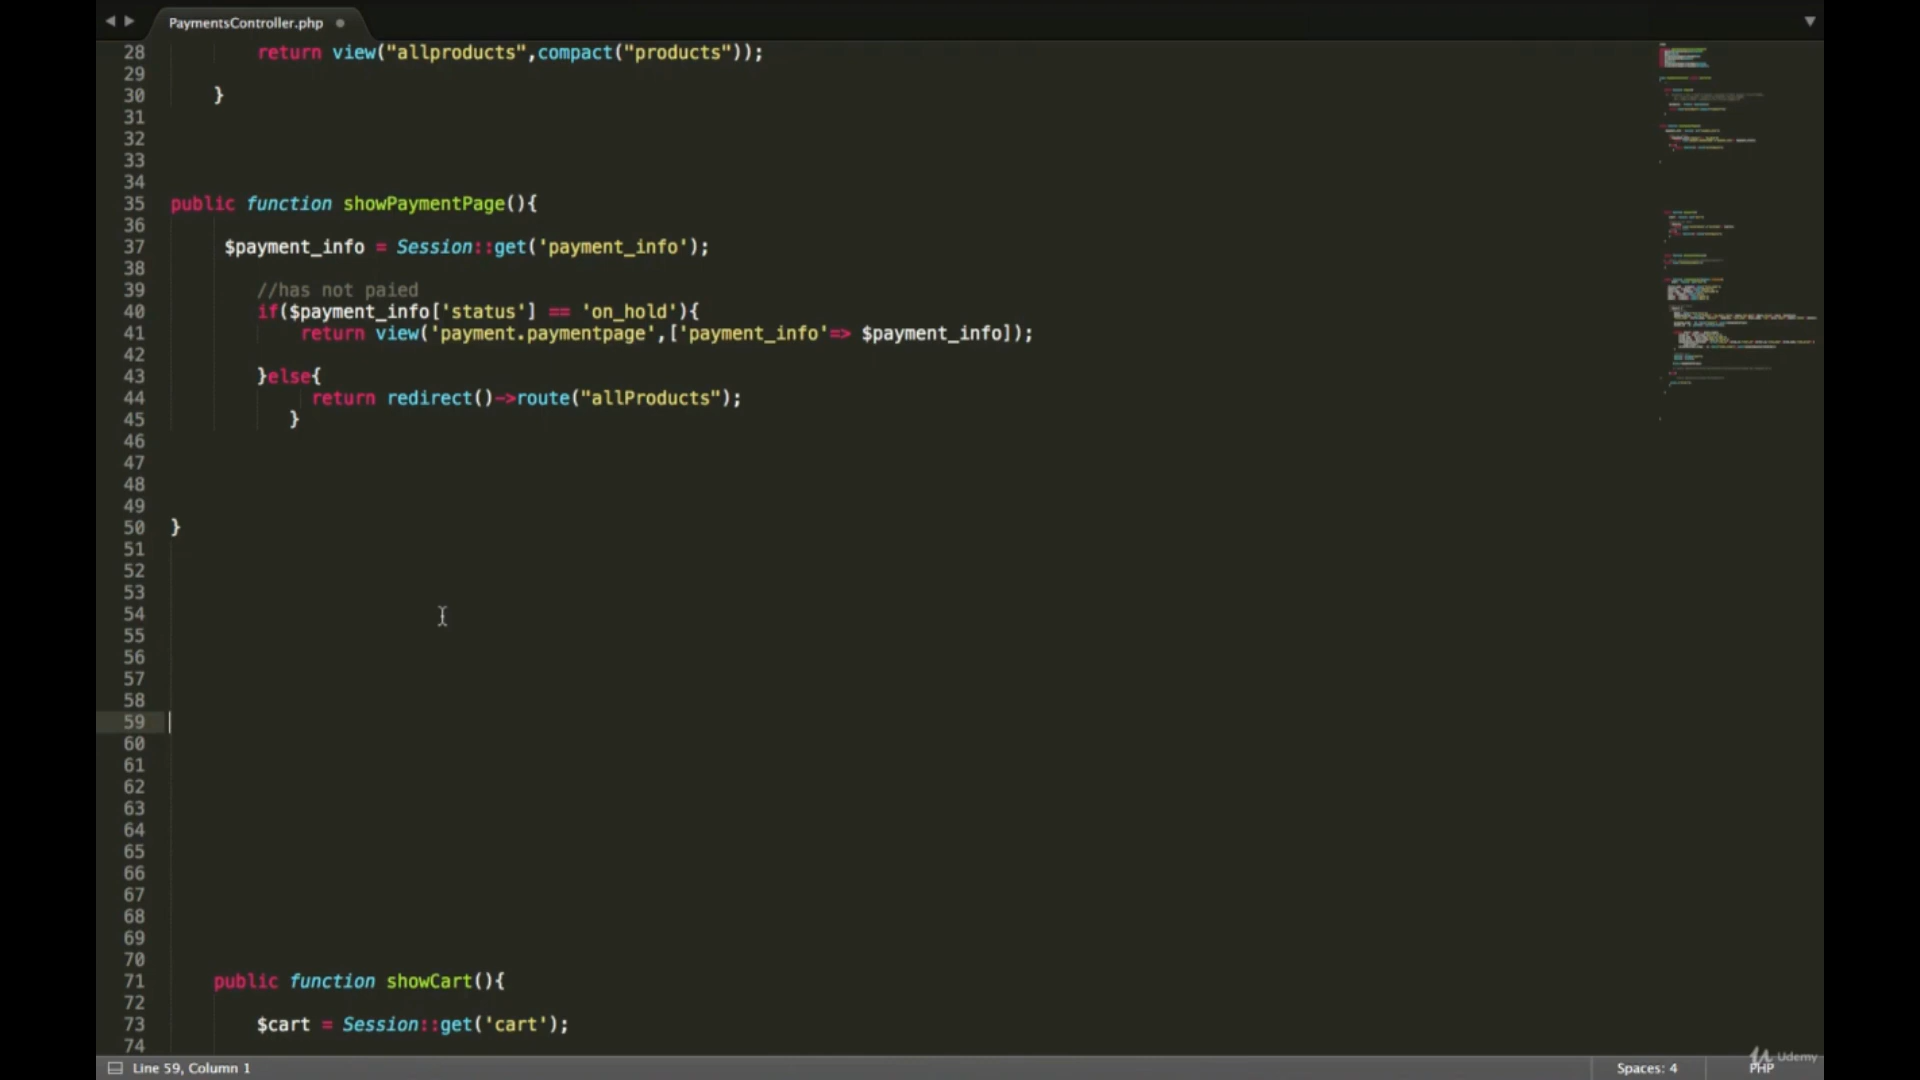 PaymentsController.php
28 return view("allproducts",compact("products"));
29
30 }
31
32
33
34
35 public function showPaymentPage(){
36
37 $payment_info = Session::get('payment_info');
38
39 //has not paied
40 if($payment_info['status'] == 'on_hold'){
41 return view('payment.paymentpage',['payment_info'=> $payment_info]);
42
43 }else{
44 return redirect()->route("allProducts");
45 }
46
47
48
49
50 }
51
52
53
54
55
56
57
58
59
60
61
62
63
64
65
66
67
68
69
70
71 public function showCart(){
72
73 $cart = Session::get('cart');
74
Line 59, Column 1
Spaces: 4
PHP
Udemy